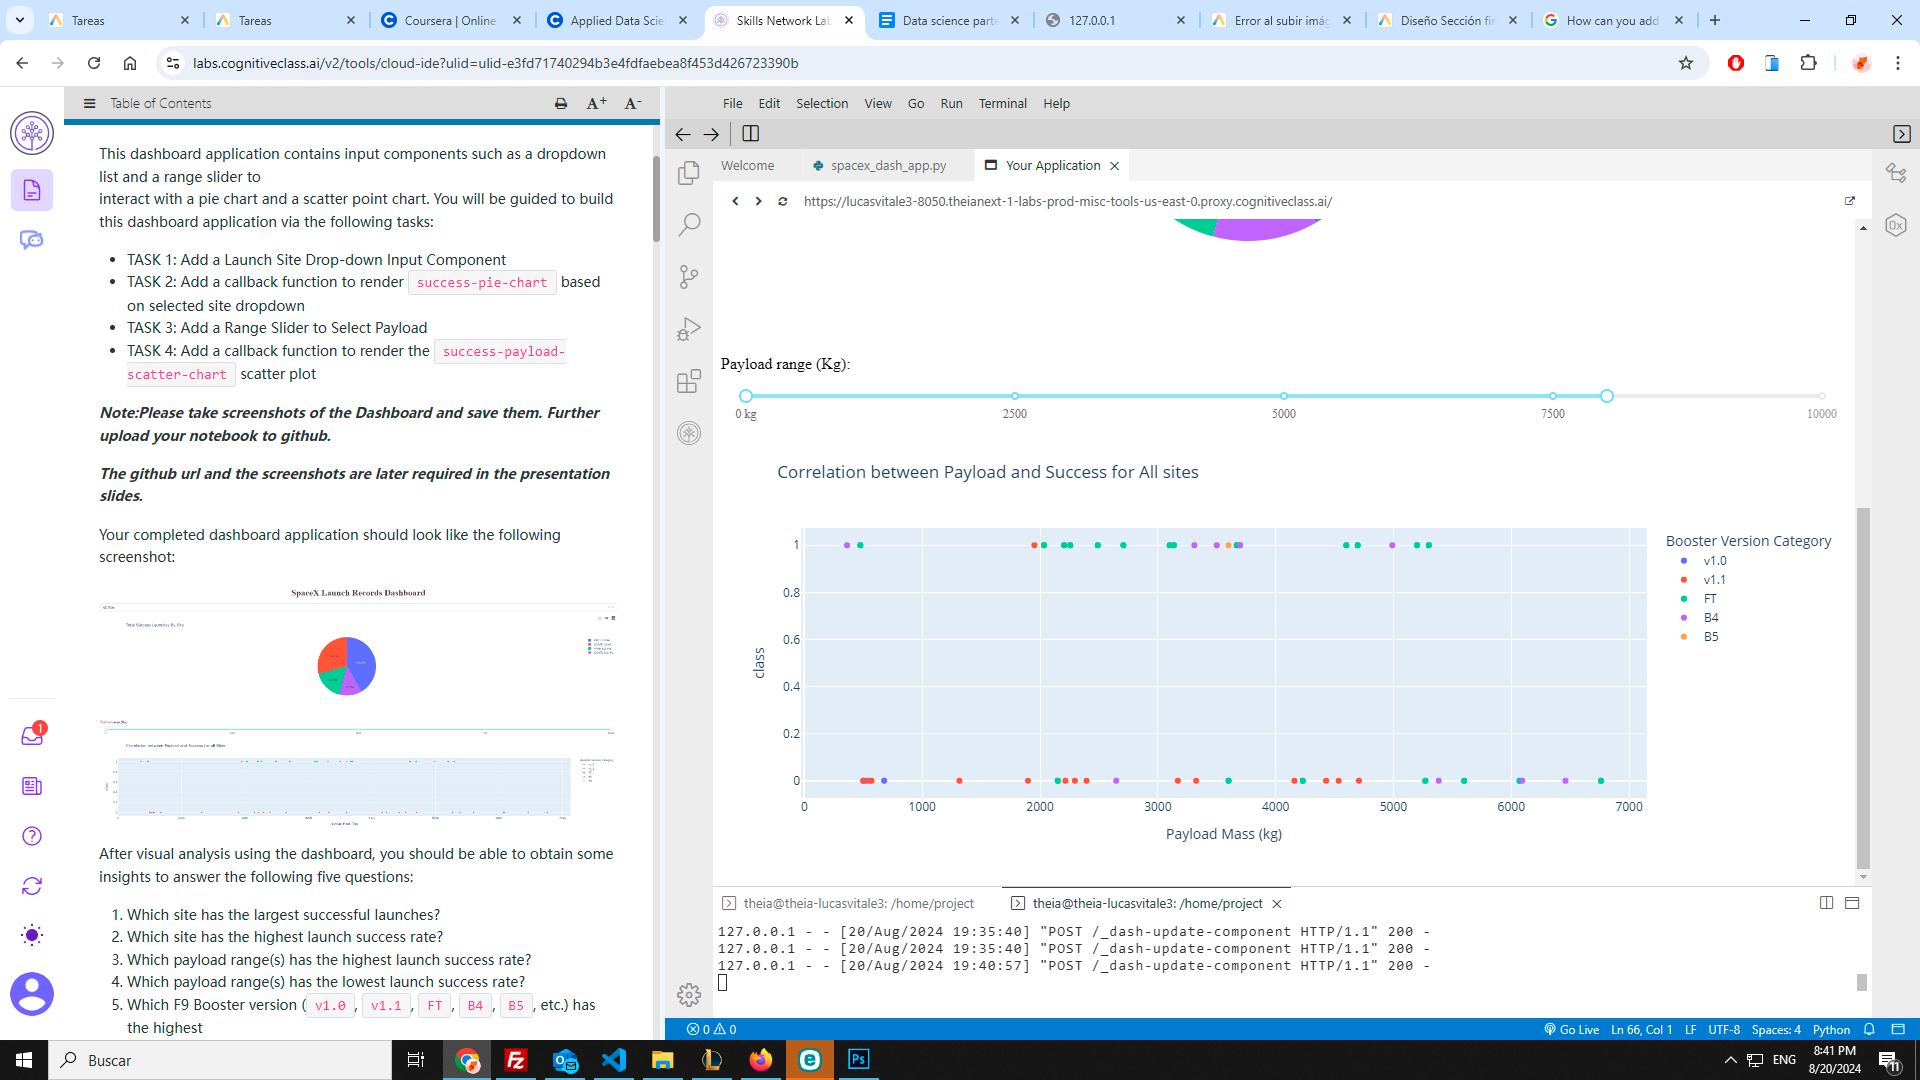 Tareas
Tareas
Coursera | Online
Applied Data Scie
Skills Network Lab
Data science parte
127.0.0.1
Error al subir imág
Diseño Sección fir
How can you add
labs.cognitiveclass.ai/v2/tools/cloud-ide?ulid=ulid-e3fd71740294b3e4fdfaebea8f453d426723390b
Table of Contents
A+ A-
This dashboard application contains input components such as a dropdown
list and a range slider to
interact with a pie chart and a scatter point chart. You will be guided to build
this dashboard application via the following tasks:
• TASK 1: Add a Launch Site Drop-down Input Component
• TASK 2: Add a callback function to render success-pie-chart based
on selected site dropdown
• TASK 3: Add a Range Slider to Select Payload
• TASK 4: Add a callback function to render the success-payload-
scatter-chart scatter plot
Note:Please take screenshots of the Dashboard and save them. Further
upload your notebook to github.
The github url and the screenshots are later required in the presentation
slides.
Your completed dashboard application should look like the following
screenshot:
SpaceX Launch Records Dashboard
Total Success Launches By Site
Correlation between Payload and Success for all Sites
After visual analysis using the dashboard, you should be able to obtain some
insights to answer the following five questions:
1. Which site has the largest successful launches?
2. Which site has the highest launch success rate?
3. Which payload range(s) has the highest launch success rate?
4. Which payload range(s) has the lowest launch success rate?
5. Which F9 Booster version (v1.0, v1.1, FT, B4, B5, etc.) has
the highest
1
File Edit Selection View Go Run Terminal Help
Welcome
spacex_dash_app.py
Your Application
https://lucasvitale3-8050.theianext-1-labs-prod-misc-tools-us-east-0.proxy.cognitiveclass.ai/
Payload range (Kg):
0 kg 2500 5000 7500 10000
Correlation between Payload and Success for All sites
1
0.8
0.6
0.4
0.2
0
class
0 1000 2000 3000 4000 5000 6000 7000
Payload Mass (kg)
Booster Version Category
v1.0
v1.1
FT
B4
B5
theia@theia-lucasvitale3: /home/project
theia@theia-lucasvitale3: /home/project
127.0.0.1 - - [20/Aug/2024 19:35:40] "POST /_dash-update-component HTTP/1.1" 200 -
127.0.0.1 - - [20/Aug/2024 19:35:40] "POST /_dash-update-component HTTP/1.1" 200 -
127.0.0.1 - - [20/Aug/2024 19:40:57] "POST /_dash-update-component HTTP/1.1" 200 -
0 0
Go Live Ln 66, Col 1 LF UTF-8 Spaces: 4 Python
Buscar
Fz
Ps
ENG
8:41 PM
8/20/2024
11
0x